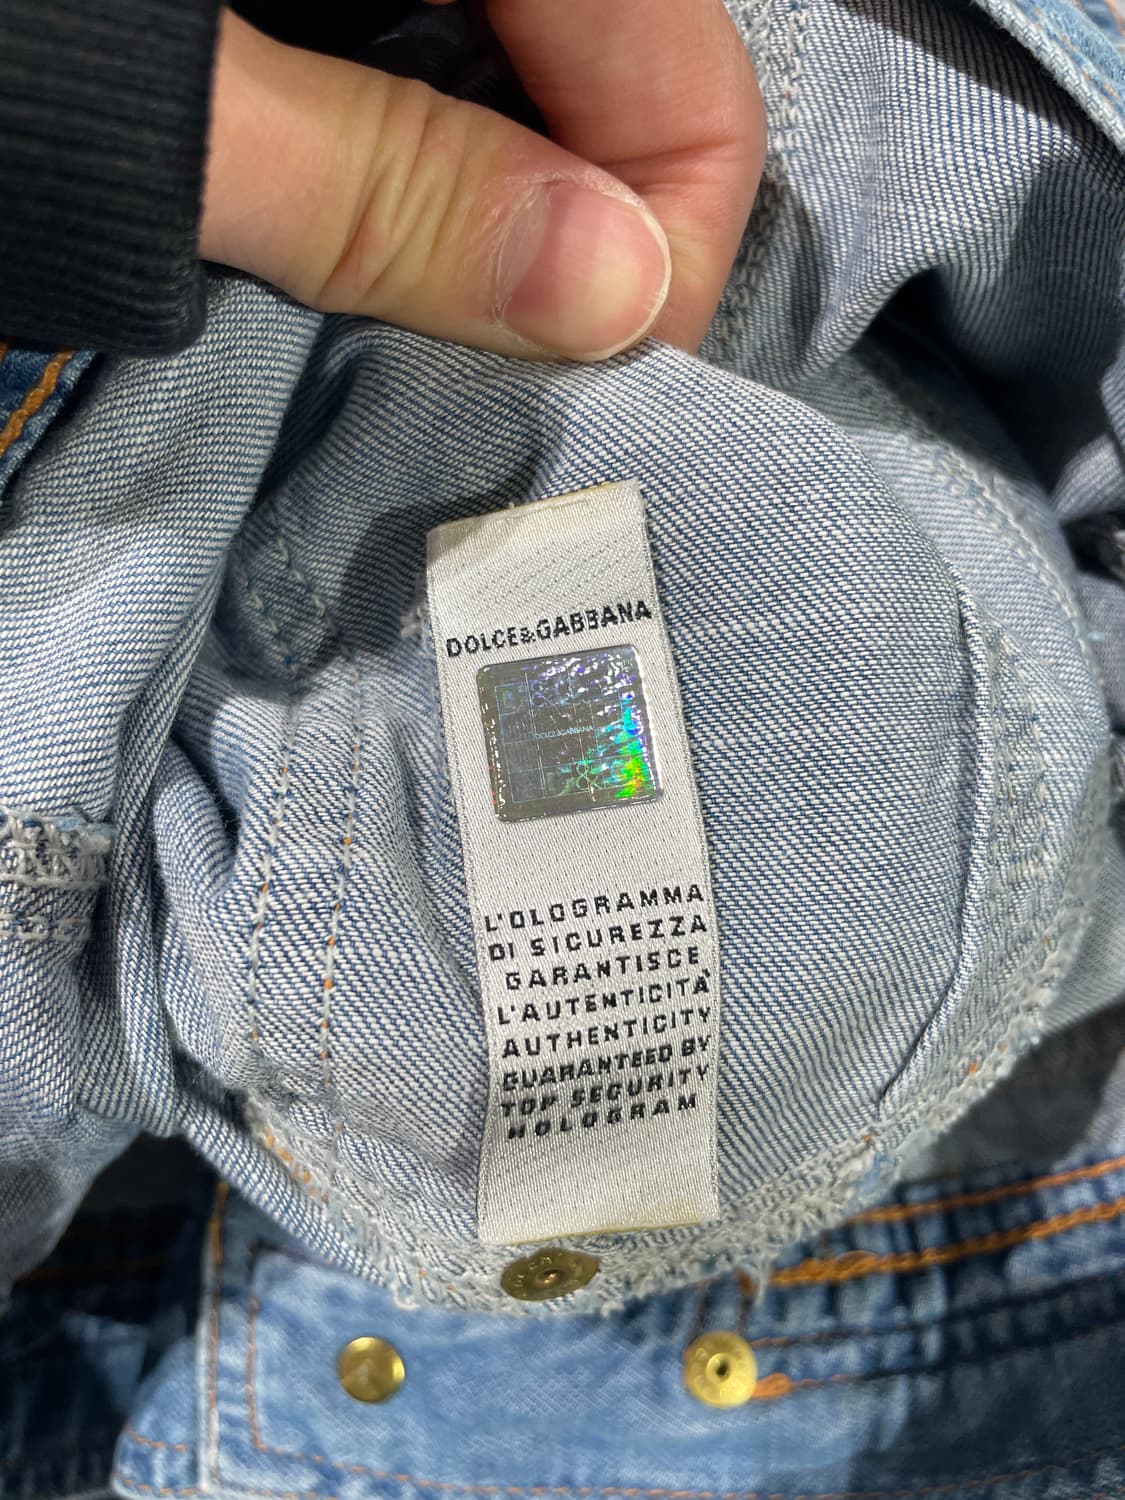 DOLCE&GABBANA
DOLCE&GABBANA
L'OLOGRAMMA
DI SICUREZZA
GARANTISCE
L'AUTENTICITÀ
AUTHENTICITY
GUARANTEED BY
TOP SECURITY
HOLOGRAM